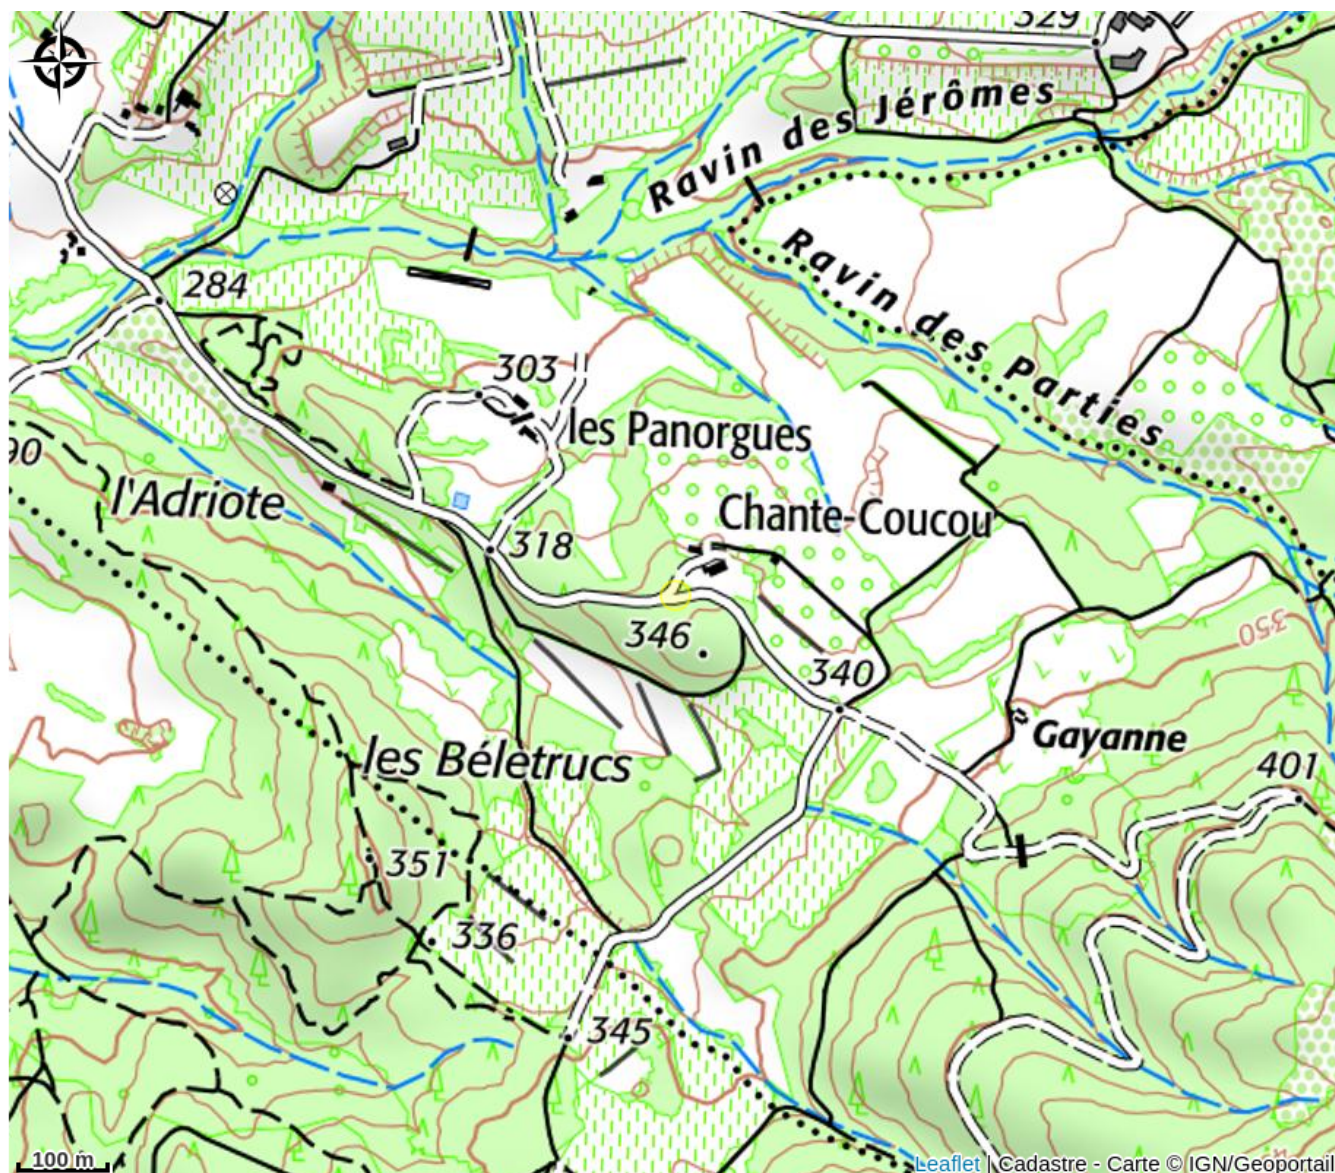 329
Ravin des Jérômes
Ravin des Parties
284
303
les Panorgues
90
l'Adriote
Chante-Coucou
318
346
340
350
Gayanne
les Béletrucs
401
351
336
345
100 m
Leaflet | Cadastre - Carte © IGN/Geoportail